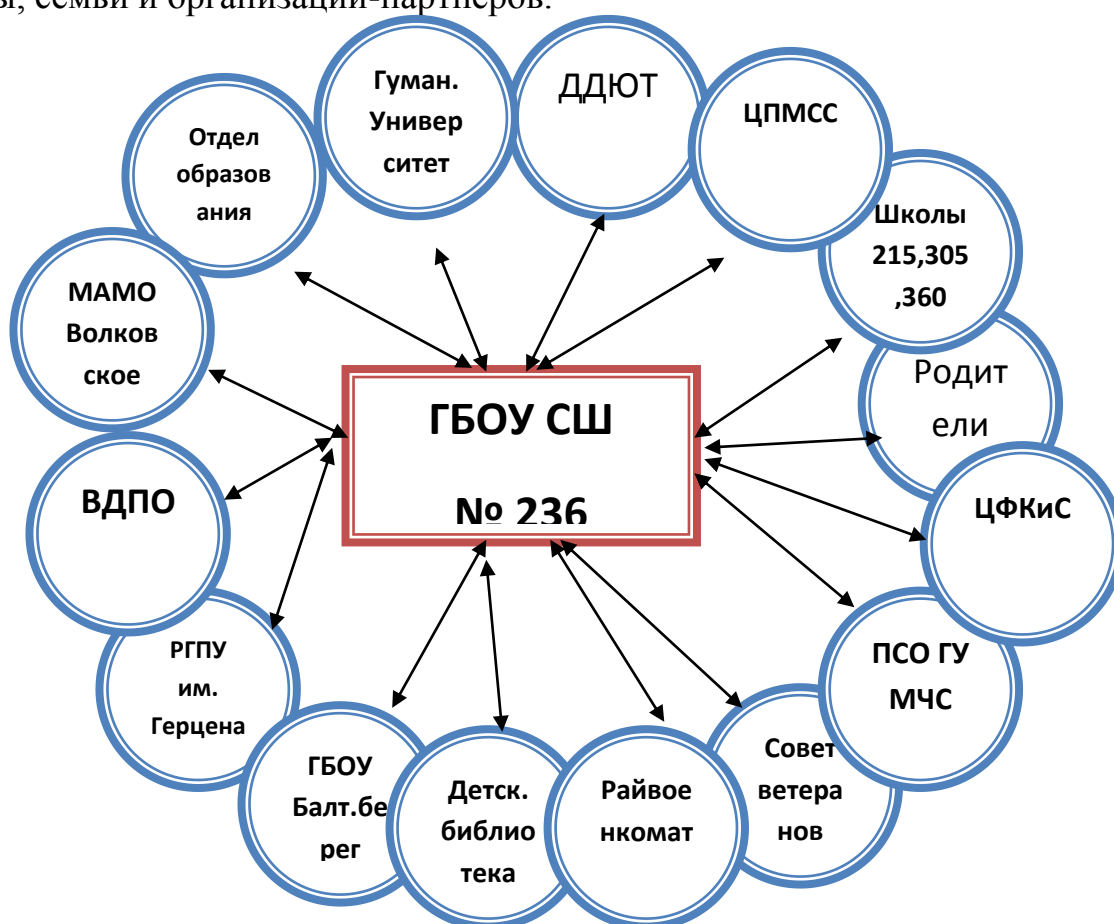 семьи и организаций-партнеров.
Гуман.
Универ
ситет
ДДЮТ
ЦПМСС
Отдел
образов
ания
Школы
215,305
,360
МАМО
Волков
ское
Родит
ели
ГБОУ СШ
№ 236
ВДПО
ЦФКиС
РГПУ
им.
Герцена
ПСО ГУ
МЧС
ГБОУ
Балт.бе
рег
Детск.
библио
тека
Райвое
нкомат
Совет
ветера
нов